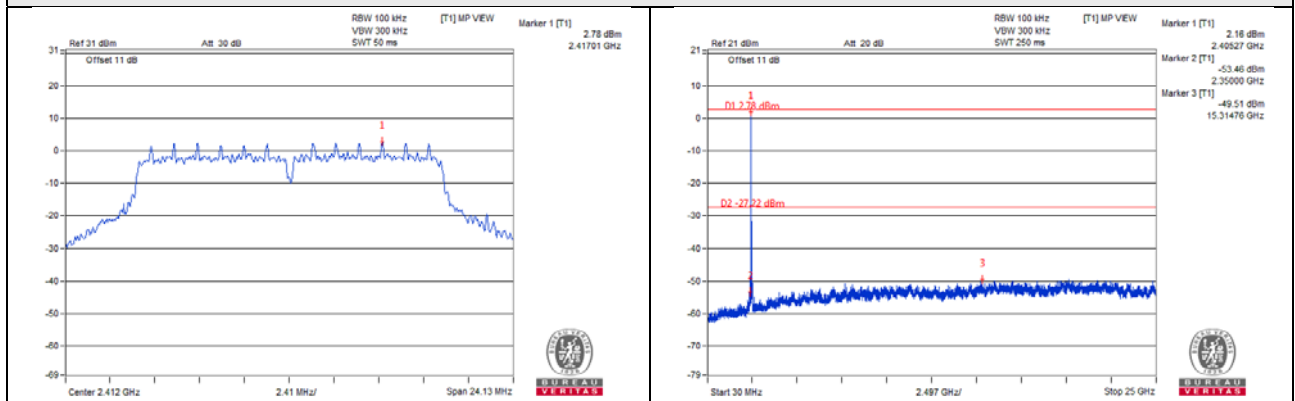 RBW 100 kHz
VBW 300 kHz
SWT 50 ms
[T1] MP VIEW
Marker 1 [T1]
2.78 dBm
2.41701 GHz
Ref 31 dBm
Att 30 dB
31
Offset 11 dB
20
10
1
0
-10
-20
-30
-40
-50
-60
-69
Center 2.412 GHz
2.41 MHz/
Span 24.13 MHz
BUREAU
VERITAS
RBW 100 kHz
VBW 300 kHz
SWT 250 ms
[T1] MP VIEW
Marker 1 [T1]
2.16 dBm
2.40527 GHz
Marker 2 [T1]
-53.46 dBm
2.35000 GHz
Marker 3 [T1]
-49.51 dBm
15.31476 GHz
Ref 21 dBm
Att 20 dB
21
Offset 11 dB
10
1
D1 2.78 dBm
0
-10
-20
D2 -27.22 dBm
-30
-40
3
2
-50
-60
-70
-79
Start 30 MHz
2.497 GHz/
Stop 25 GHz
BUREAU
VERITAS